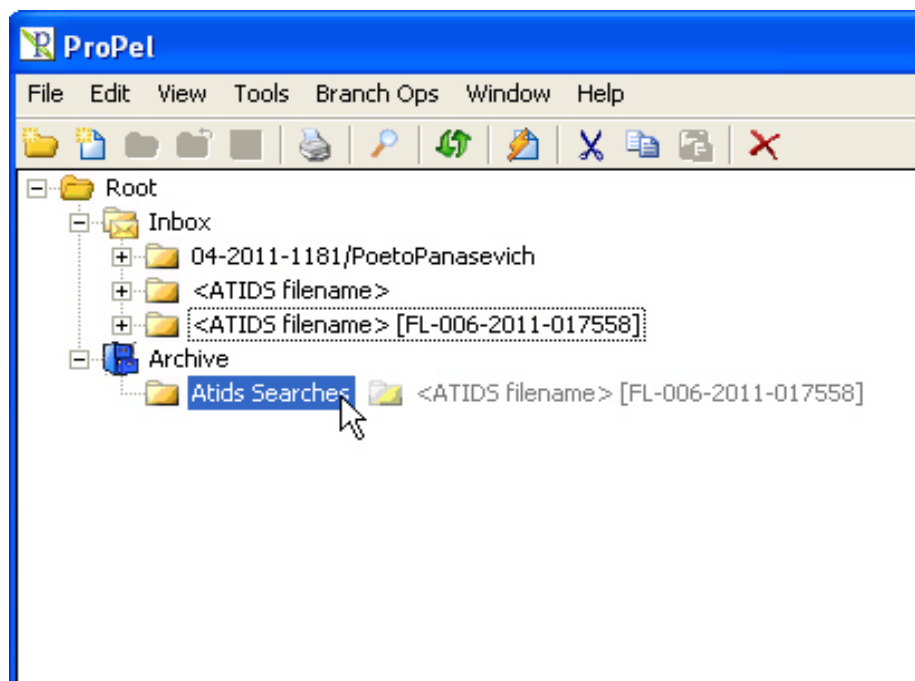 ProPel
File Edit View Tools Branch Ops Window Help
Root
Inbox
04-2011-1181/PoetoPanasevich
<ATIDS filename>
<ATIDS filename> [FL-006-2011-017558]
Archive
Atids Searches <ATIDS filename> [FL-006-2011-017558]